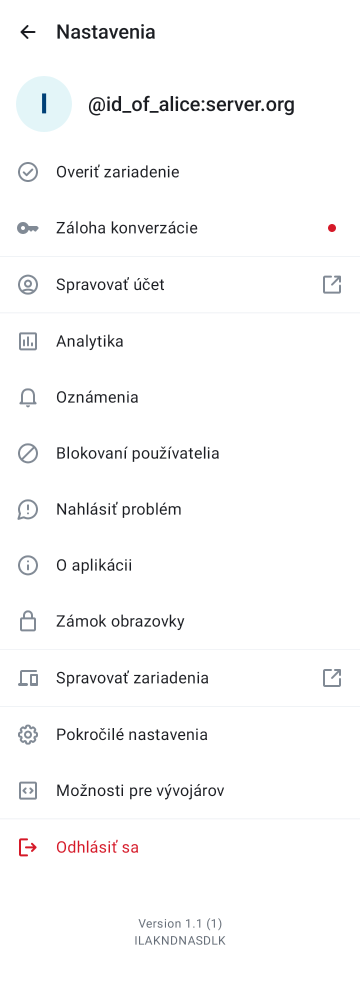 Nastavenia
I
@id_of_alice:server.org
Overiť zariadenie
Záloha konverzácie
Spravovať účet
Analytika
Oznámenia
Blokovaní používatelia
Nahlásiť problém
O aplikácii
Zámok obrazovky
Spravovať zariadenia
Pokročilé nastavenia
Možnosti pre vývojárov
Odhlásiť sa
Version 1.1 (1)
ILAKNDNASDLK